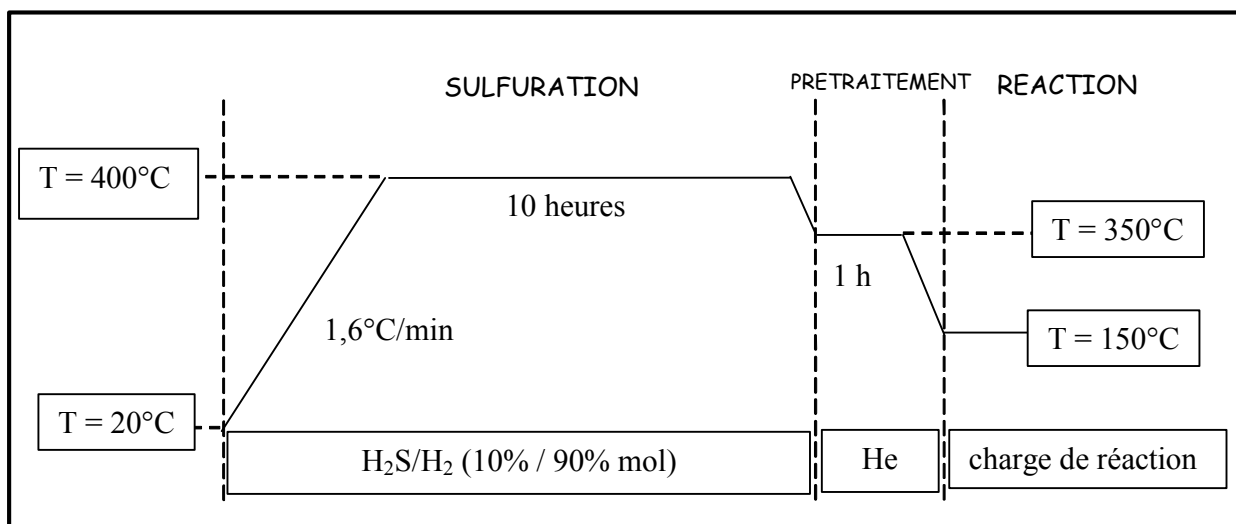 SULFURATION
PRETRAITEMENT
REACTION
T = 400°C
10 heures
T = 350°C
1 h
1,6°C/min
T = 150°C
T = 20°C
H₂S/H₂ (10% / 90% mol)
He
charge de réaction